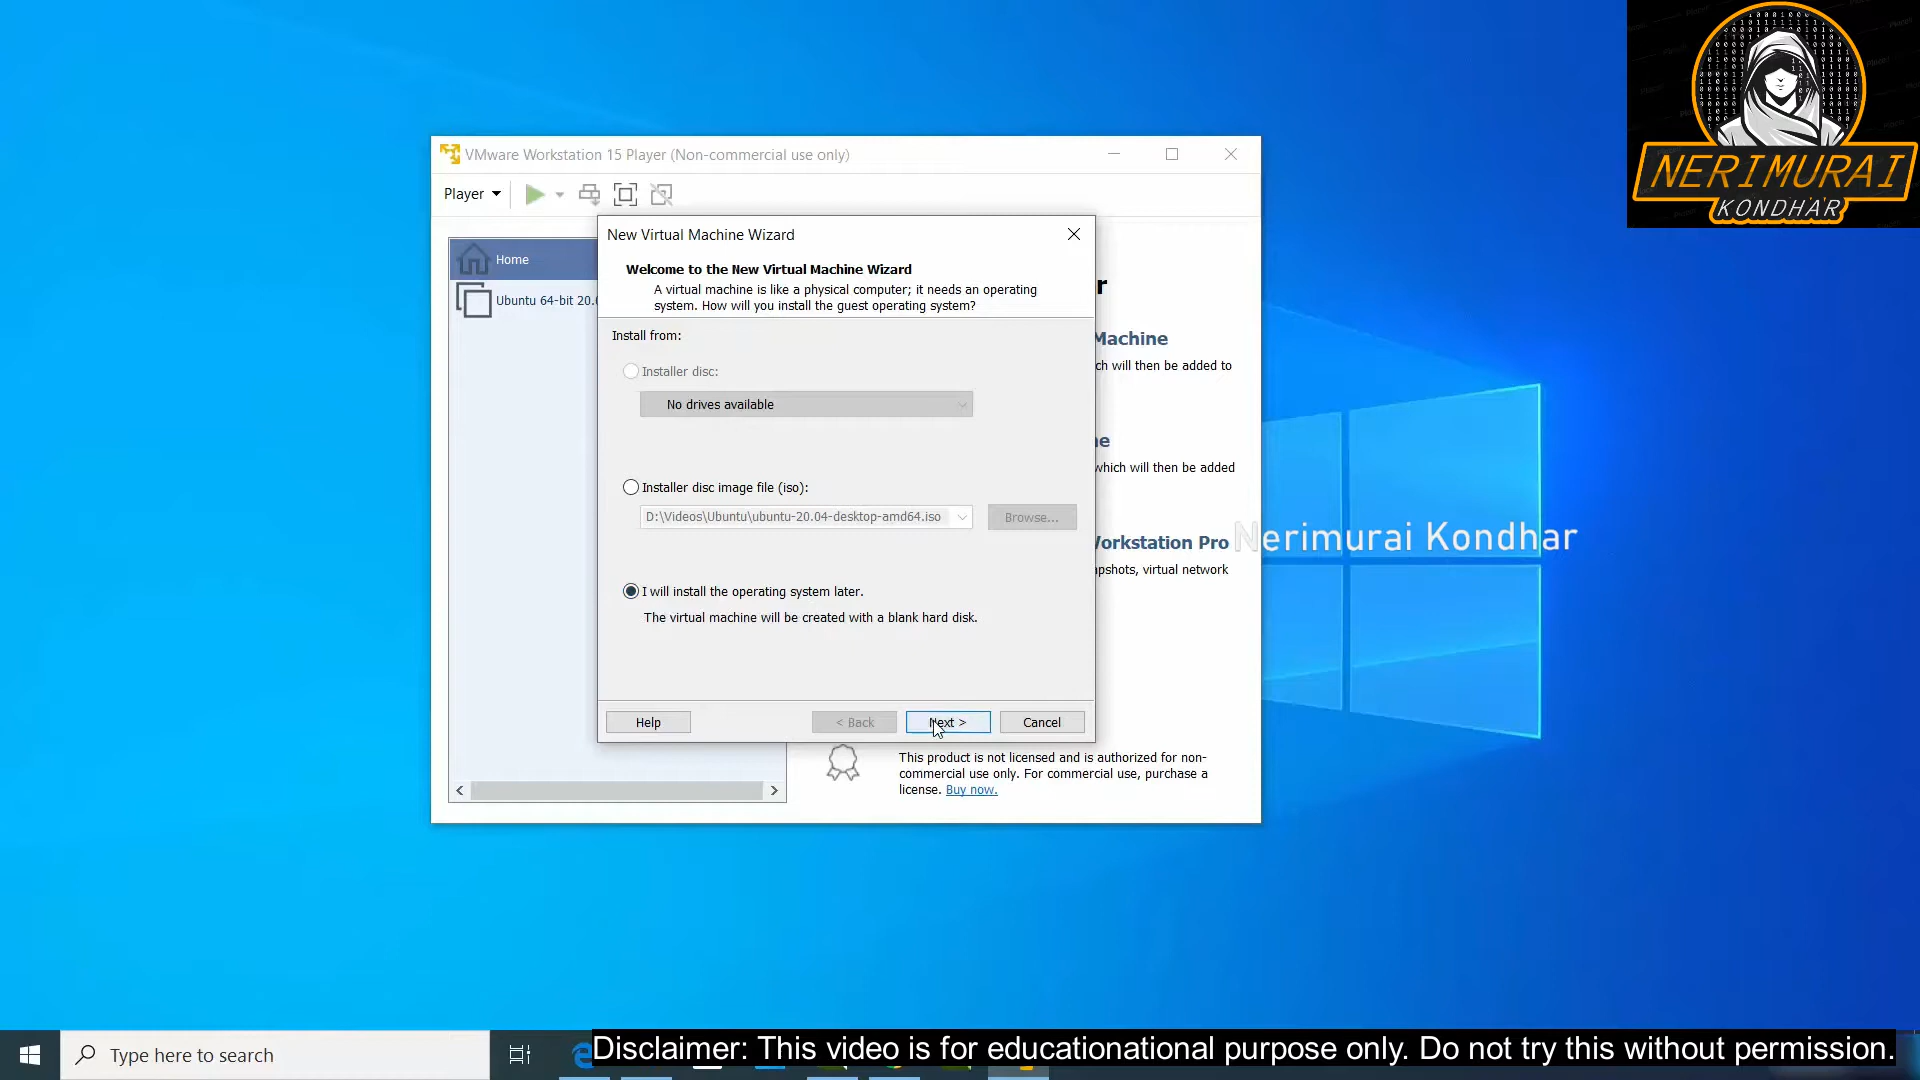 VMware Workstation 15 Player (Non-commercial use only)
Player
New Virtual Machine Wizard
Home
Ubuntu 64-bit 20.0
Welcome to the New Virtual Machine Wizard
A virtual machine is like a physical computer; it needs an operating
system. How will you install the guest operating system?
Install from:
Installer disc:
No drives available
Installer disc image file (iso):
D:\Videos\Ubuntu\ubuntu-20.04-desktop-amd64.iso
Browse...
I will install the operating system later.
The virtual machine will be created with a blank hard disk.
Help
< Back
Next >
Cancel
r
Machine
ch will then be added to
ne
which will then be added
Workstation Pro
pshots, virtual network
This product is not licensed and is authorized for non-
commercial use only. For commercial use, purchase a
license. Buy now.
NERIMURAI
KONDHAR
Nerimurai Kondhar
Type here to search
Disclaimer: This video is for educationational purpose only. Do not try this without permission.